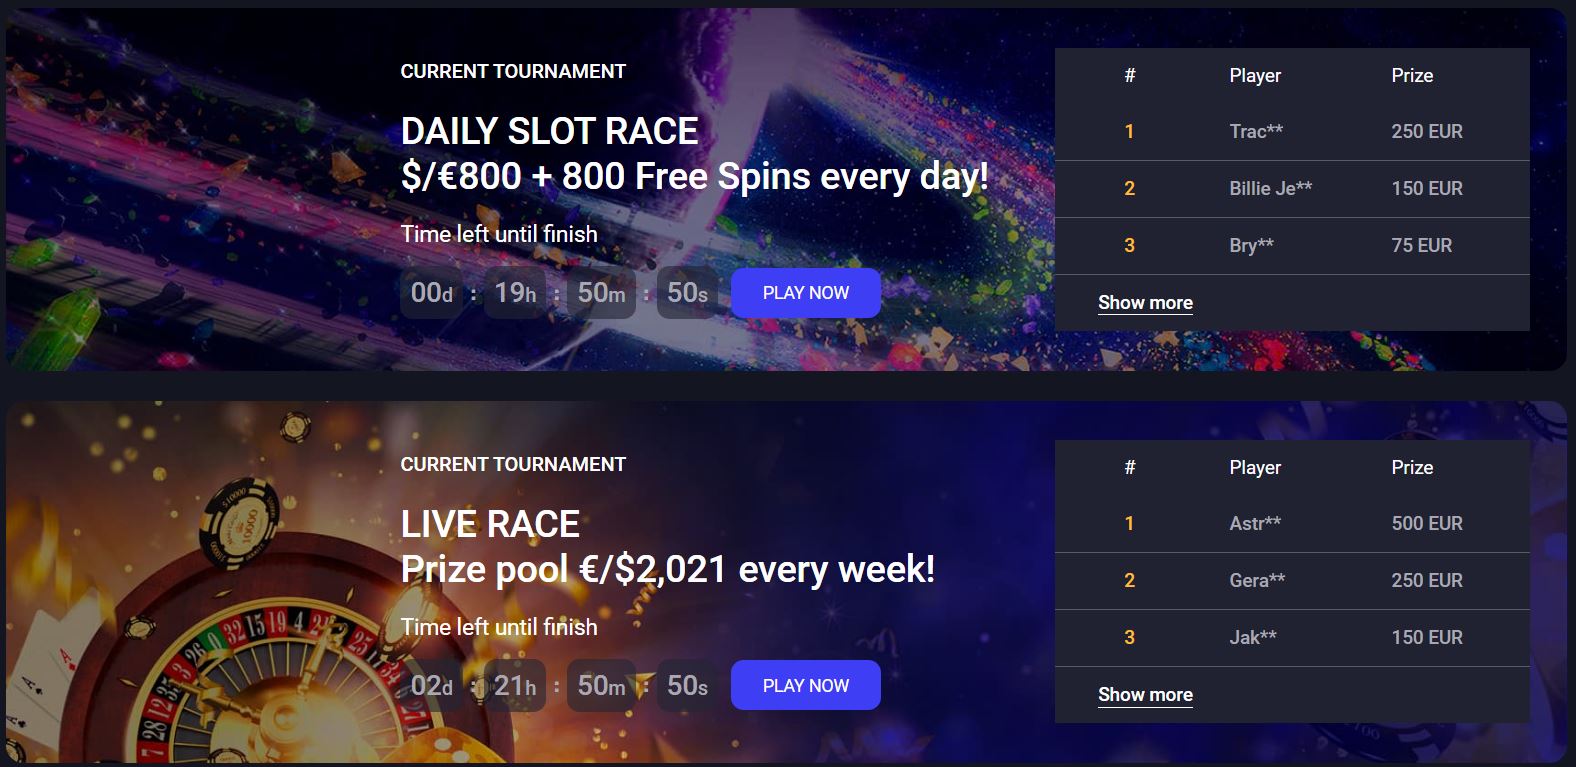 CURRENT TOURNAMENT
DAILY SLOT RACE
$/€800 + 800 Free Spins every day!
Time left until finish
00d : 19h : 50m : 50s PLAY NOW
# Player Prize
1 Trac** 250 EUR
2 Billie Je** 150 EUR
3 Bry** 75 EUR
Show more
CURRENT TOURNAMENT
LIVE RACE
Prize pool €/$2,021 every week!
Time left until finish
02d : 21h : 50m : 50s PLAY NOW
# Player Prize
1 Astr** 500 EUR
2 Gera** 250 EUR
3 Jak** 150 EUR
Show more